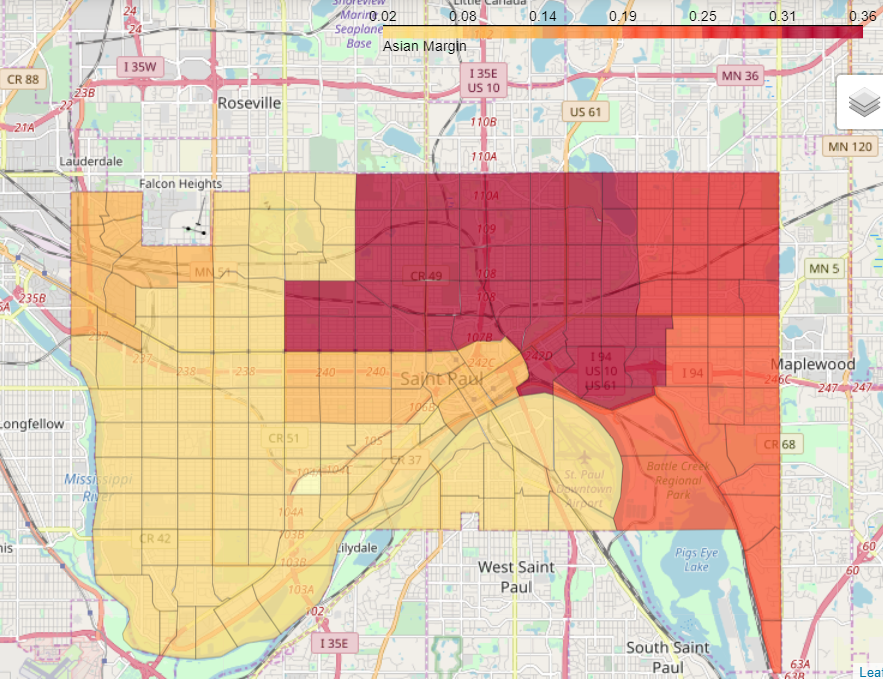 Shoreview
Marine
Seaplane
Base
Little Canada
0.02 0.08 0.14 0.19 0.25 0.31 0.36
Asian Margin
24
24
CR 88
I 35W
I 35E
US 10
MN 36
23B
22
21A
Roseville
US 61
110B
MN 120
110A
Lauderdale
Falcon Heights
110A
109
MN 51
CR 49
108
108
MN 5
235B
237
107B
I 94
US 10
US 61
242D
242C
237
238
238
240
240
Saint Paul
I 94
Maplewood
246C
247
247
106B
Longfellow
CR 51
105
CR 68
CR 37
104C
Mississippi
River
St. Paul
Downtown
Airport
Battle Creek
Regional
Park
104A
CR 42
103B
Lilydale
103B
103A
Pigs Eye
Lake
60
60
60
West Saint
Paul
102
I 35E
South Saint
Paul
63A
63B
Leaf